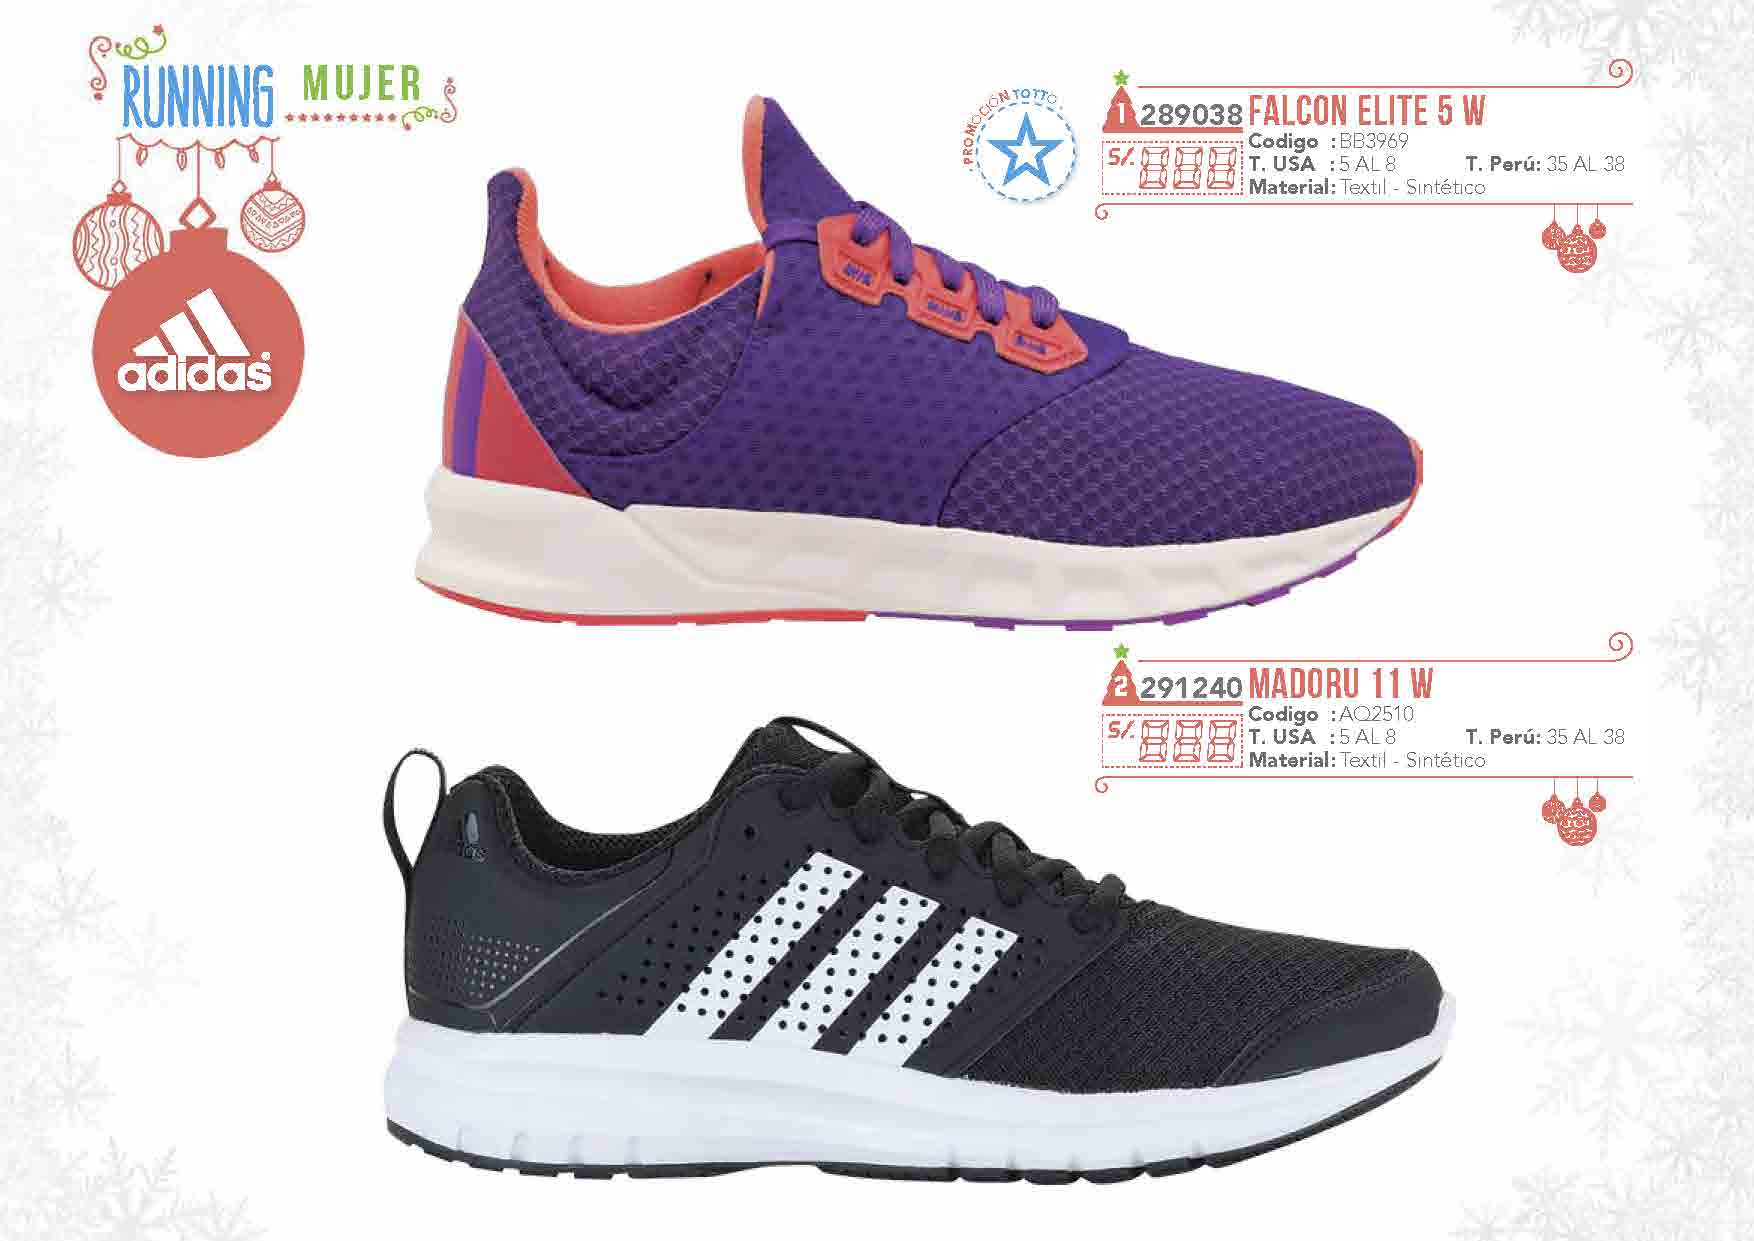 RUNNING MUJER
adidas
PROMOCIÓN TOTTO
1 289038 FALCON ELITE 5 W
Codigo : BB3969
S/. T. USA : 5 AL 8 T. Perú: 35 AL 38
Material: Textil - Sintético
2 291240 MADORU 11 W
Codigo : AQ2510
S/. T. USA : 5 AL 8 T. Perú: 35 AL 38
Material: Textil - Sintético